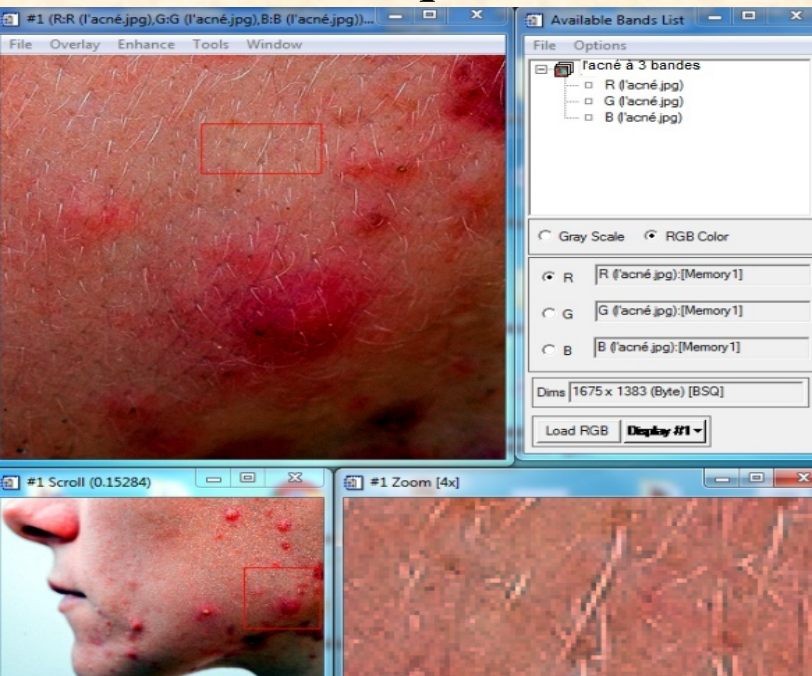 #1 (R:R (l'acné.jpg),G:G (l'acné.jpg),B:B (l'acné.jpg))...
File Overlay Enhance Tools Window
Available Bands List
File Options
l'acné à 3 bandes
R (l'acné.jpg)
G (l'acné.jpg)
B (l'acné.jpg)
Gray Scale RGB Color
R R (l'acné.jpg):[Memory1]
G G (l'acné.jpg):[Memory1]
B B (l'acné.jpg):[Memory1]
Dims 1675 x 1383 (Byte) [BSQ]
Load RGB Display #1
#1 Scroll (0.15284)
#1 Zoom [4x]